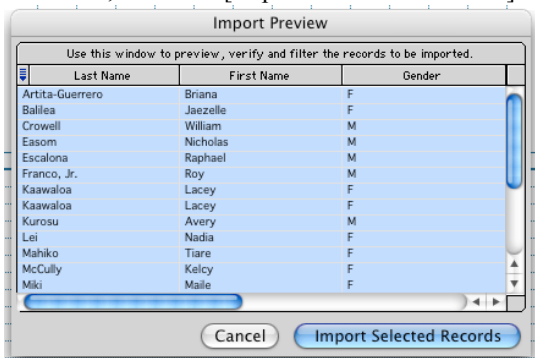 Import Preview
Use this window to preview, verify and filter the records to be imported.
Last Name First Name Gender
Artita-Guerrero Briana F
Balilea Jaezelle F
Crowell William M
Easom Nicholas M
Escalona Raphael M
Franco, Jr. Roy M
Kaawaloa Lacey F
Kaawaloa Lacey F
Kurosu Avery M
Lei Nadia F
Mahiko Tiare F
McCully Kelcy F
Miki Maile F
Cancel Import Selected Records